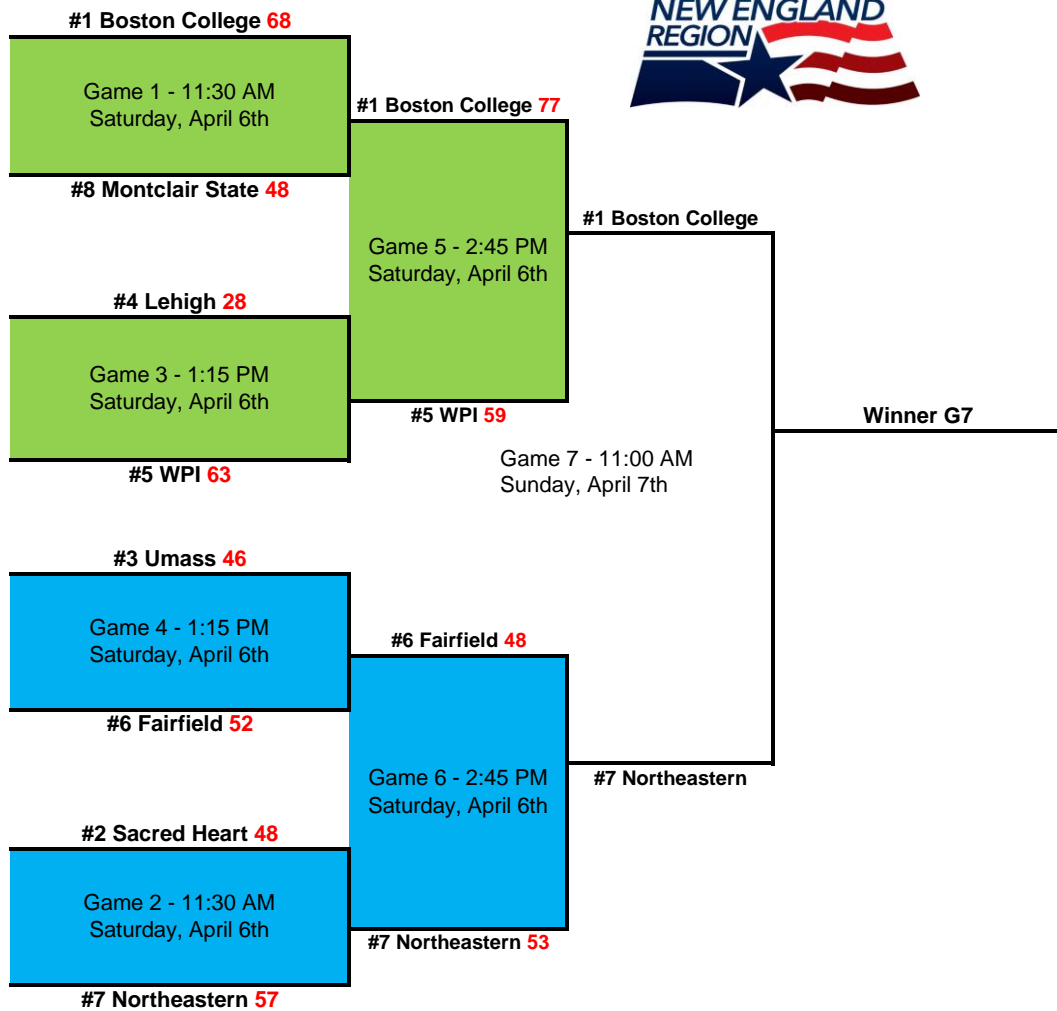 NEW ENGLAND
REGION
#1 Boston College 68
Game 1 - 11:30 AM
Saturday, April 6th
#8 Montclair State 48
#1 Boston College 77
Game 5 - 2:45 PM
Saturday, April 6th
#5 WPI 59
#4 Lehigh 28
Game 3 - 1:15 PM
Saturday, April 6th
#5 WPI 63
#1 Boston College
Game 7 - 11:00 AM
Sunday, April 7th
#7 Northeastern
Winner G7
#3 Umass 46
Game 4 - 1:15 PM
Saturday, April 6th
#6 Fairfield 52
#6 Fairfield 48
Game 6 - 2:45 PM
Saturday, April 6th
#7 Northeastern 53
#2 Sacred Heart 48
Game 2 - 11:30 AM
Saturday, April 6th
#7 Northeastern 57